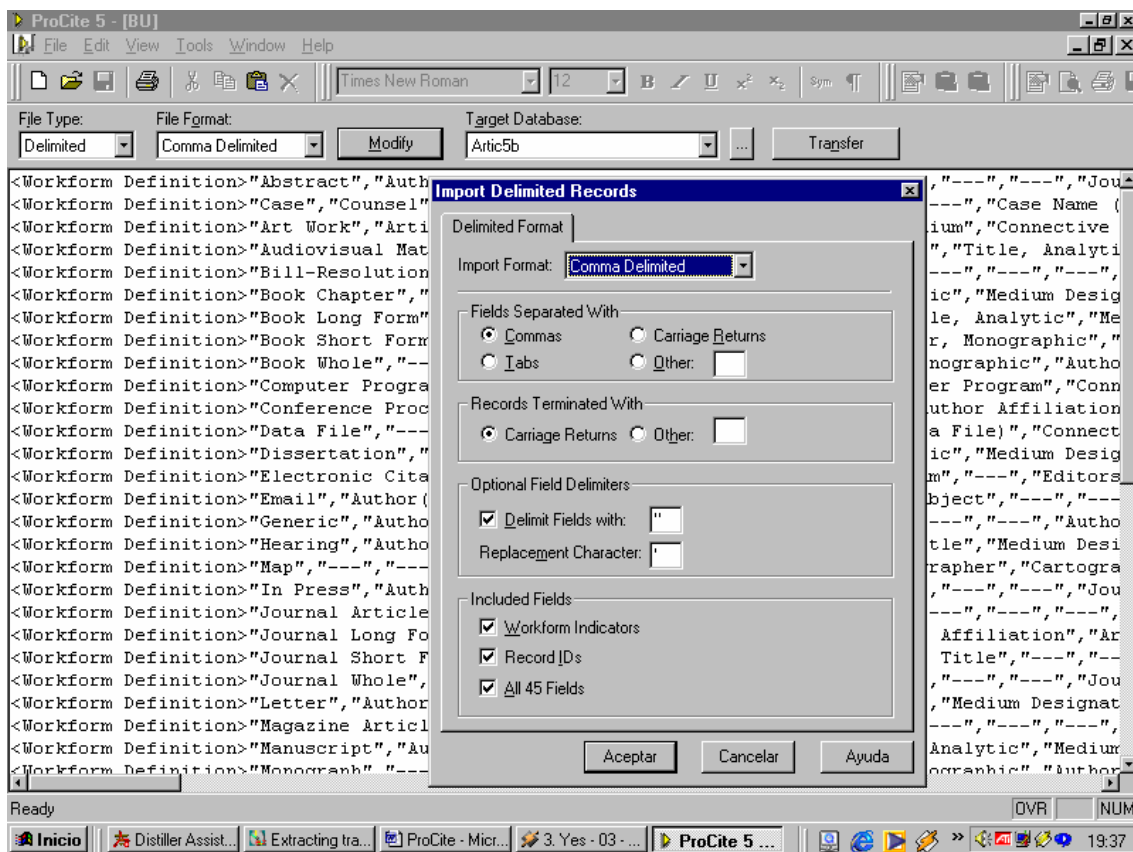 ProCite 5 - [BU]
File Edit View Tools Window Help
Times New Roman 12 B I U x² x₂ Sym ¶
File Type: File Format: Target Database:
Delimited Comma Delimited Modify Artic5b ... Transfer
<Workform Definition>"Abstract","Auth ,"---","---","Jou
<Workform Definition>"Case","Counsel" --","Case Name (
<Workform Definition>"Art Work","Arti ium","Connective
<Workform Definition>"Audiovisual Mat ","Title, Analyti
<Workform Definition>"Bill-Resolution --","---","---",
<Workform Definition>"Book Chapter"," ic","Medium Desig
<Workform Definition>"Book Long Form" le, Analytic","Me
<Workform Definition>"Book Short Form r, Monographic","
<Workform Definition>"Book Whole","-- nographic","Autho
<Workform Definition>"Computer Progra er Program","Conn
<Workform Definition>"Conference Proc uthor Affiliation
<Workform Definition>"Data File","--- a File)","Connect
<Workform Definition>"Dissertation"," ic","Medium Desig
<Workform Definition>"Electronic Cita m","---","Editors
<Workform Definition>"Email","Author( bject","---","---
<Workform Definition>"Generic","Autho --","---","Autho
<Workform Definition>"Hearing","Autho tle","Medium Desi
<Workform Definition>"Map","---","--- rapher","Cartogra
<Workform Definition>"In Press","Auth ,"---","---","Jou
<Workform Definition>"Journal Article --","---","---",
<Workform Definition>"Journal Long Fo Affiliation","Ar
<Workform Definition>"Journal Short F Title","---","--
<Workform Definition>"Journal Whole", ,"---","---","Jou
<Workform Definition>"Letter","Author ,"Medium Designat
<Workform Definition>"Magazine Articl --","---","---",
<Workform Definition>"Manuscript","Au Analytic","Medium
<Workform Definition>"Monograph","--- ographic","Author
Import Delimited Records
Delimited Format
Import Format: Comma Delimited
Fields Separated With
Commas Carriage Returns
Tabs Other:
Records Terminated With
Carriage Returns Other:
Optional Field Delimiters
Delimit Fields with: "
Replacement Character: '
Included Fields
Workform Indicators
Record IDs
All 45 Fields
Aceptar Cancelar Ayuda
Ready OVR NUM
Inicio Distiller Assist... Extracting tra... ProCite - Micr... 3. Yes - 03 - ... ProCite 5 ... » 19:37